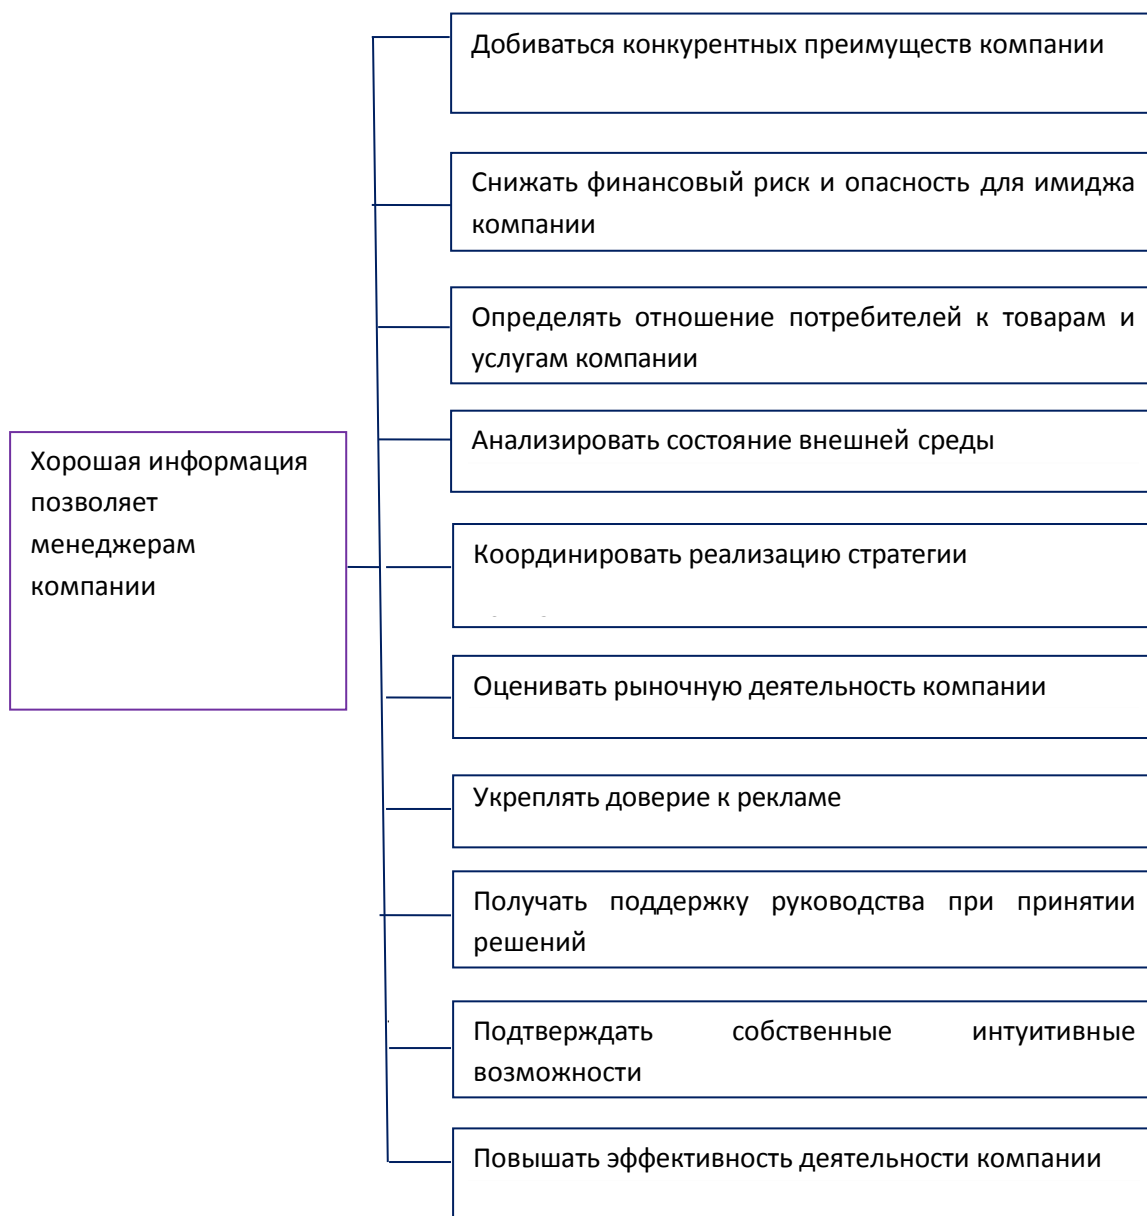 Добиваться конкурентных преимуществ компании
Снижать финансовый риск и опасность для имиджа
компании
Определять отношение потребителей к товарам и
услугам компании
Анализировать состояние внешней среды
Хорошая информация
позволяет
менеджерам
компании
Координировать реализацию стратегии
Оценивать рыночную деятельность компании
Укреплять доверие к рекламе
Получать поддержку руководства при принятии
решений
Подтверждать собственные интуитивные
возможности
Повышать эффективность деятельности компании